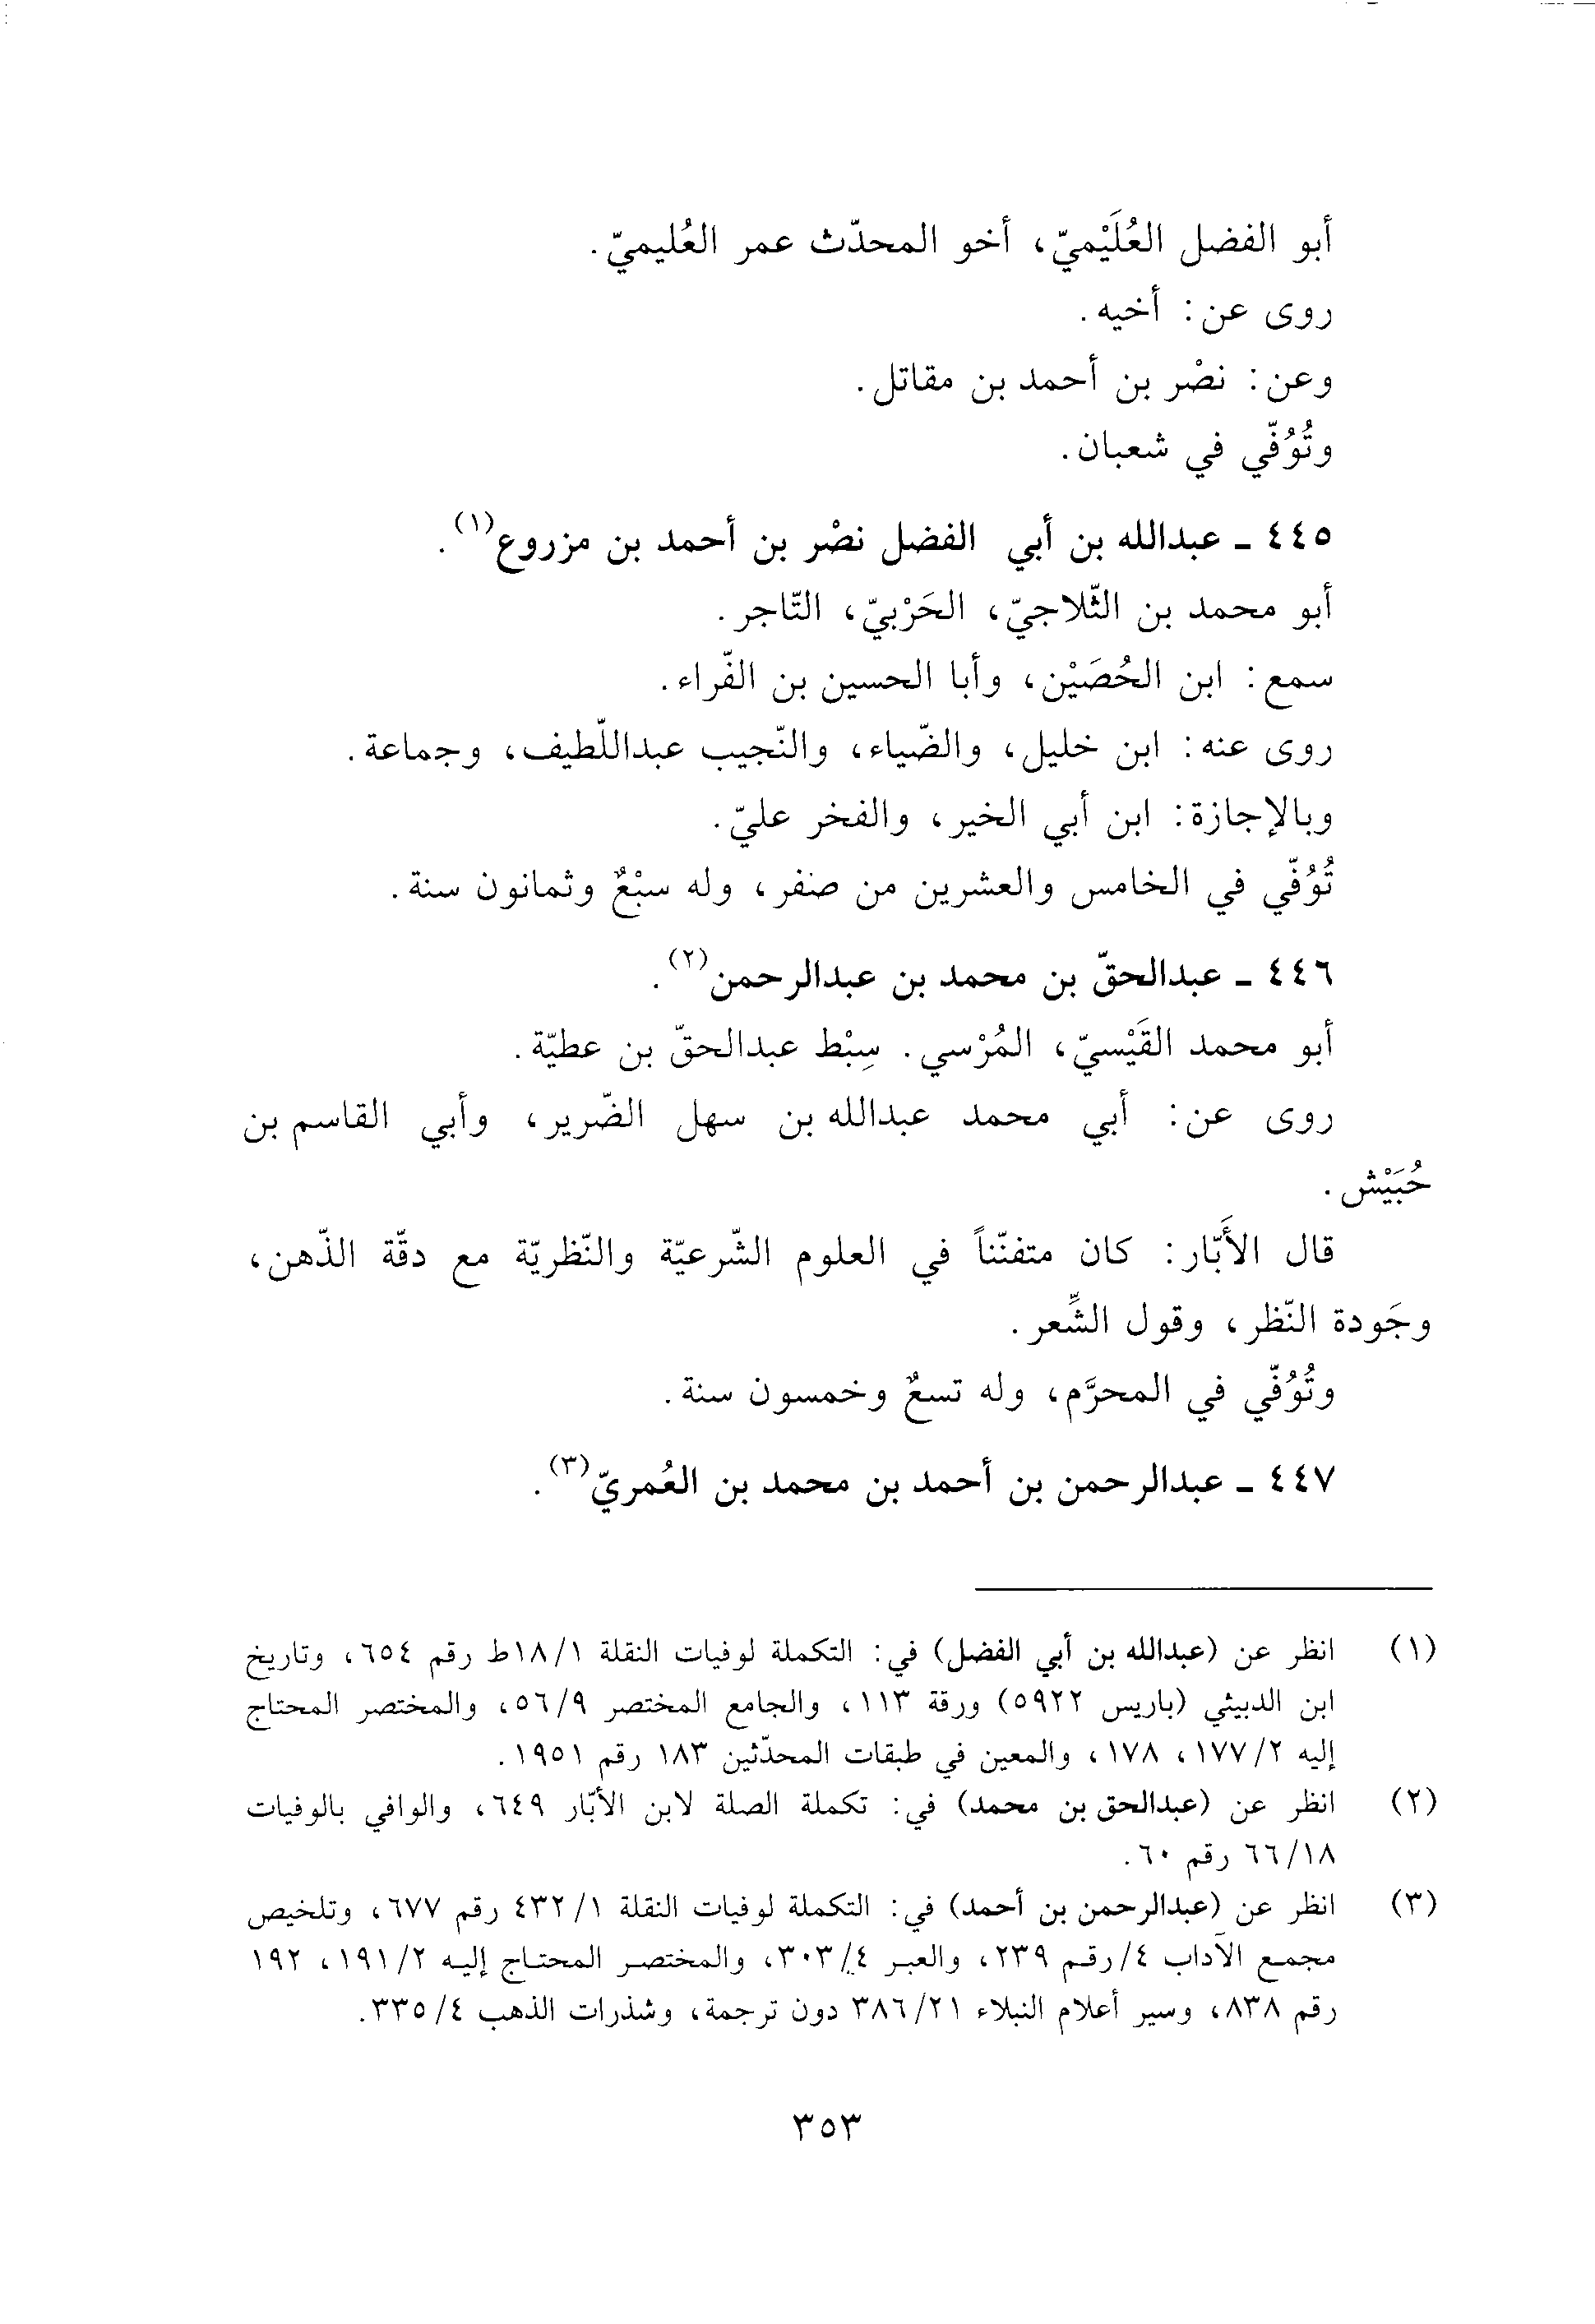 أبو الفضل العُلَيْميّ، أخو المحدّث عمر العُليميّ.
روى عن: أخيه.
وعن: نصْر بن أحمد بن مقاتل.
وتُوُفّي في شعبان.
٤٤٥ ـ عبدالله بن أبي الفضل نصْر بن أحمد بن مزروع(١).
أبو محمد بن الثّلاجيّ، الحَرْبيّ، التّاجر.
سمع: ابن الحُصَيْن، وأبا الحسين بن الفّراء.
روى عنه: ابن خليل، والضّياء، والنّجيب عبداللّطيف، وجماعة.
وبالإجازة: ابن أبي الخير، والفخر عليّ.
تُوُفّي في الخامس والعشرين من صفر، وله سبْعٌ وثمانون سنة.
٤٤٦ ـ عبدالحقّ بن محمد بن عبدالرحمن(٢).
أبو محمد القَيْسيّ، المُرْسي. سِبْط عبدالحقّ بن عطيّة.
روى عن: أبي محمد عبدالله بن سهل الضّرير، وأبي القاسم بن
حُبَيْش.
قال الأَبّار: كان متفنّناً في العلوم الشّرعيّة والنّظريّة مع دقّة الذّهن،
وجَودة النّظر، وقول الشِّعر.
وتُوُفّي في المحرَّم، وله تسعٌ وخمسون سنة.
٤٤٧ ـ عبدالرحمن بن أحمد بن محمد بن العُمريّ(٣).
(١) انظر عن (عبدالله بن أبي الفضل) في: التكملة لوفيات النقلة ١/١٨ط رقم ٦٥٤، وتاريخ
ابن الدبيثي (باريس ٥٩٢٢) ورقة ١١٣، والجامع المختصر ٥٦/٩، والمختصر المحتاج
إليه ١٧٧/٢، ١٧٨، والمعين في طبقات المحدّثين ١٨٣ رقم ١٩٥١.
(٢) انظر عن (عبدالحق بن محمد) في: تكملة الصلة لابن الأبّار ٦٤٩، والوافي بالوفيات
٦٦/١٨ رقم ٦٠.
(٣) انظر عن (عبدالرحمن بن أحمد) في: التكملة لوفيات النقلة ٤٣٢/١ رقم ٦٧٧، وتلخيص
مجمع الآداب ٤/رقم ٢٣٩، والعبر ٣٠٣/٤، والمختصر المحتاج إليه ١٩١/٢، ١٩٢
رقم ٨٣٨، وسير أعلام النبلاء ٣٨٦/٢١ دون ترجمة، وشذرات الذهب ٣٣٥/٤.
٣٥٣